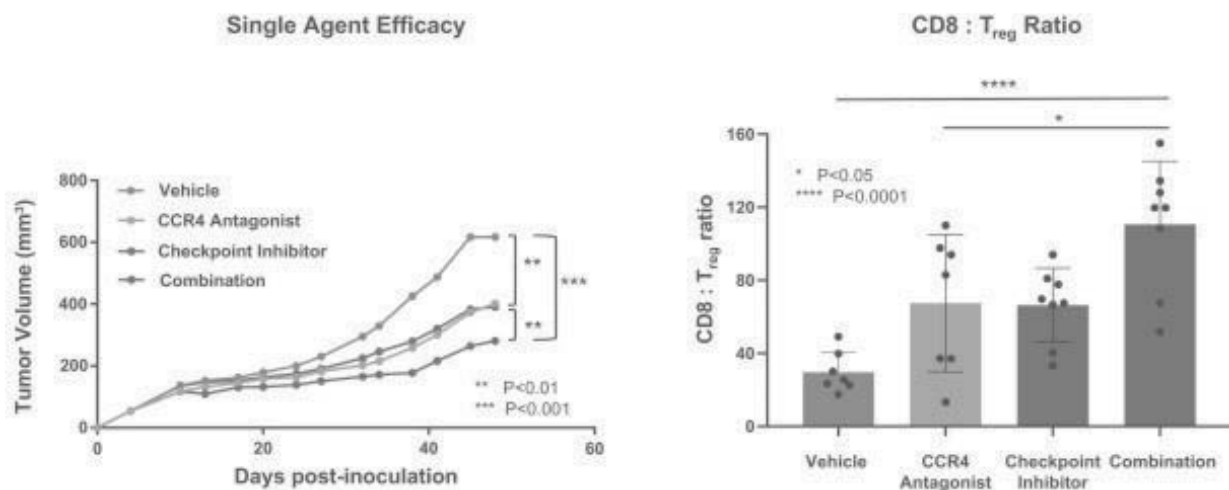 Single Agent Efficacy
Tumor Volume (mm³)
800
600
400
200
0
Vehicle
CCR4 Antagonist
Checkpoint Inhibitor
Combination
**
***
**
** P<0.01
*** P<0.001
0 20 40 60
Days post-inoculation
CD8 : Treg Ratio
****
*
CD8 : Treg ratio
160
120
80
40
0
* P<0.05
**** P<0.0001
Vehicle CCR4 Checkpoint Combination
Antagonist Inhibitor